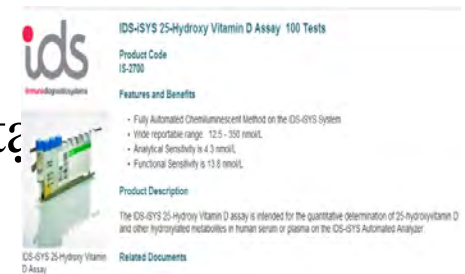 IDS-iSYS 25-Hydroxy Vitamin D Assay 100 Tests
ids
immunodiagnosticsystems
Product Code
IS-2700
Features and Benefits
• Fully Automated Chemiluminescent Method on the IDS-iSYS System
• Wide reportable range: 12.5 - 350 nmol/L
• Analytical Sensitivity is 4.3 nmol/L
• Functional Sensitivity is 13.8 nmol/L
Product Description
The IDS-iSYS 25-Hydroxy Vitamin D assay is intended for the quantitative determination of 25-hydroxyvitamin D
and other hydroxylated metabolites in human serum or plasma on the IDS-iSYS Automated Analyzer.
IDS-iSYS 25-Hydroxy Vitamin
D Assay
Related Documents